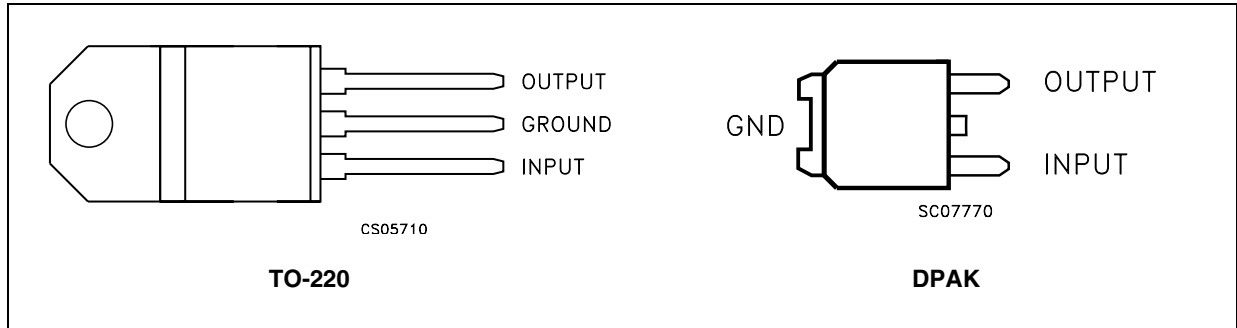 OUTPUT
GROUND
INPUT
CS05710
TO-220
GND
OUTPUT
INPUT
SC07770
DPAK